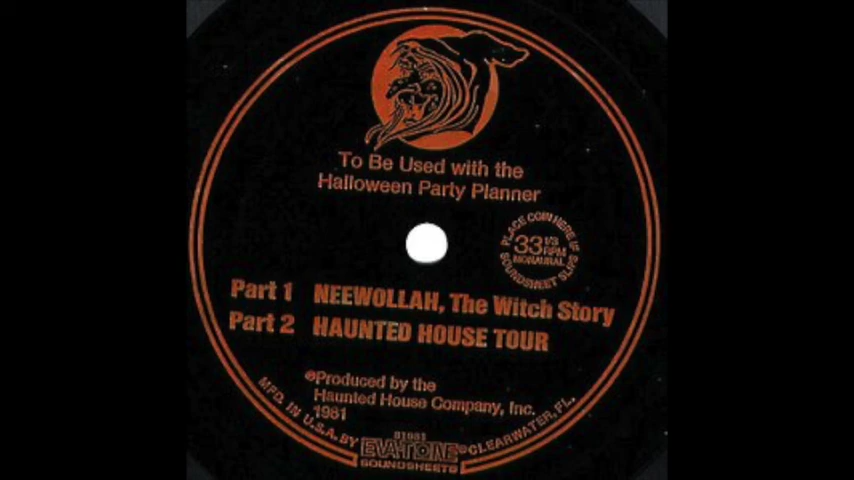 To Be Used with the
Halloween Party Planner
PLACE COIN HERE IF
33 1/3
RPM
MONAURAL
SOUNDSHEET SLIPS
Part 1 NEEWOLLAH, The Witch Story
Part 2 HAUNTED HOUSE TOUR
℗Produced by the
Haunted House Company, Inc.
1981
MFD. IN U.S.A. BY
EVA-TONE
SOUNDSHEETS
CLEARWATER, FL.